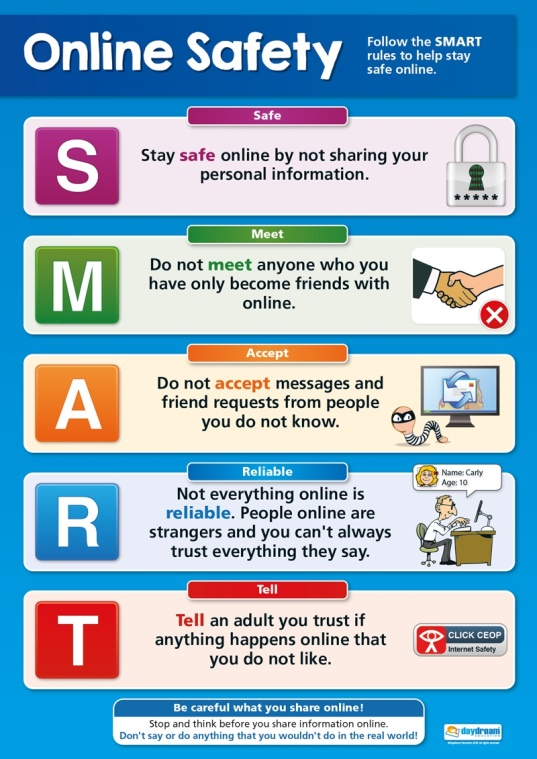 Online Safety
Follow the SMART
rules to help stay
safe online.
Safe
S
Stay safe online by not sharing your
personal information.
*****
Meet
M
Do not meet anyone who you
have only become friends with
online.
Accept
A
Do not accept messages and
friend requests from people
you do not know.
Reliable
R
Not everything online is
reliable. People online are
strangers and you can't always
trust everything they say.
Name: Carly
Age: 10
Tell
T
Tell an adult you trust if
anything happens online that
you do not like.
CLICK CEOP
Internet Safety
Be careful what you share online!
Stop and think before you share information online.
Don't say or do anything that you wouldn't do in the real world!
daydream